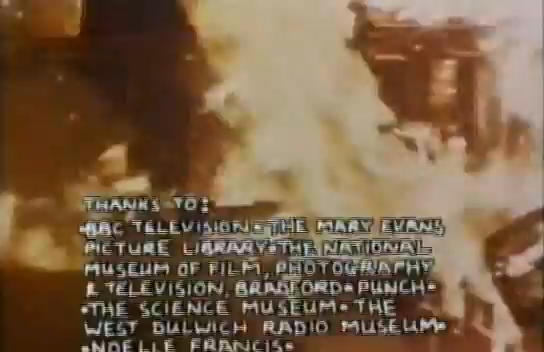 THANKS TO:
•BBC TELEVISION•THE MARY EVANS
PICTURE LIBRARY•THE NATIONAL
MUSEUM OF FILM, PHOTOGRAPHY
& TELEVISION, BRADFORD•PUNCH•
•THE SCIENCE MUSEUM•THE
WEST DULWICH RADIO MUSEUM•
•NOELLE FRANCIS•